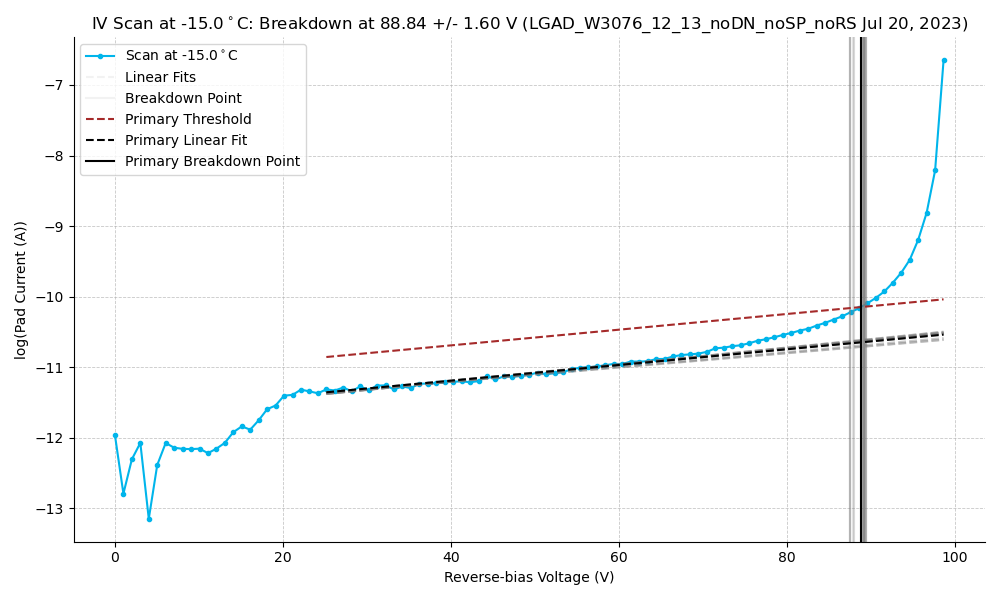 IV Scan at -15.0°C: Breakdown at 88.84 +/- 1.60 V (LGAD_W3076_12_13_noDN_noSP_noRS Jul 20, 2023)
Scan at -15.0°C
Linear Fits
Breakdown Point
Primary Threshold
Primary Linear Fit
Primary Breakdown Point
log(Pad Current (A))
−7
−8
−9
−10
−11
−12
−13
0
20
40
60
80
100
Reverse-bias Voltage (V)